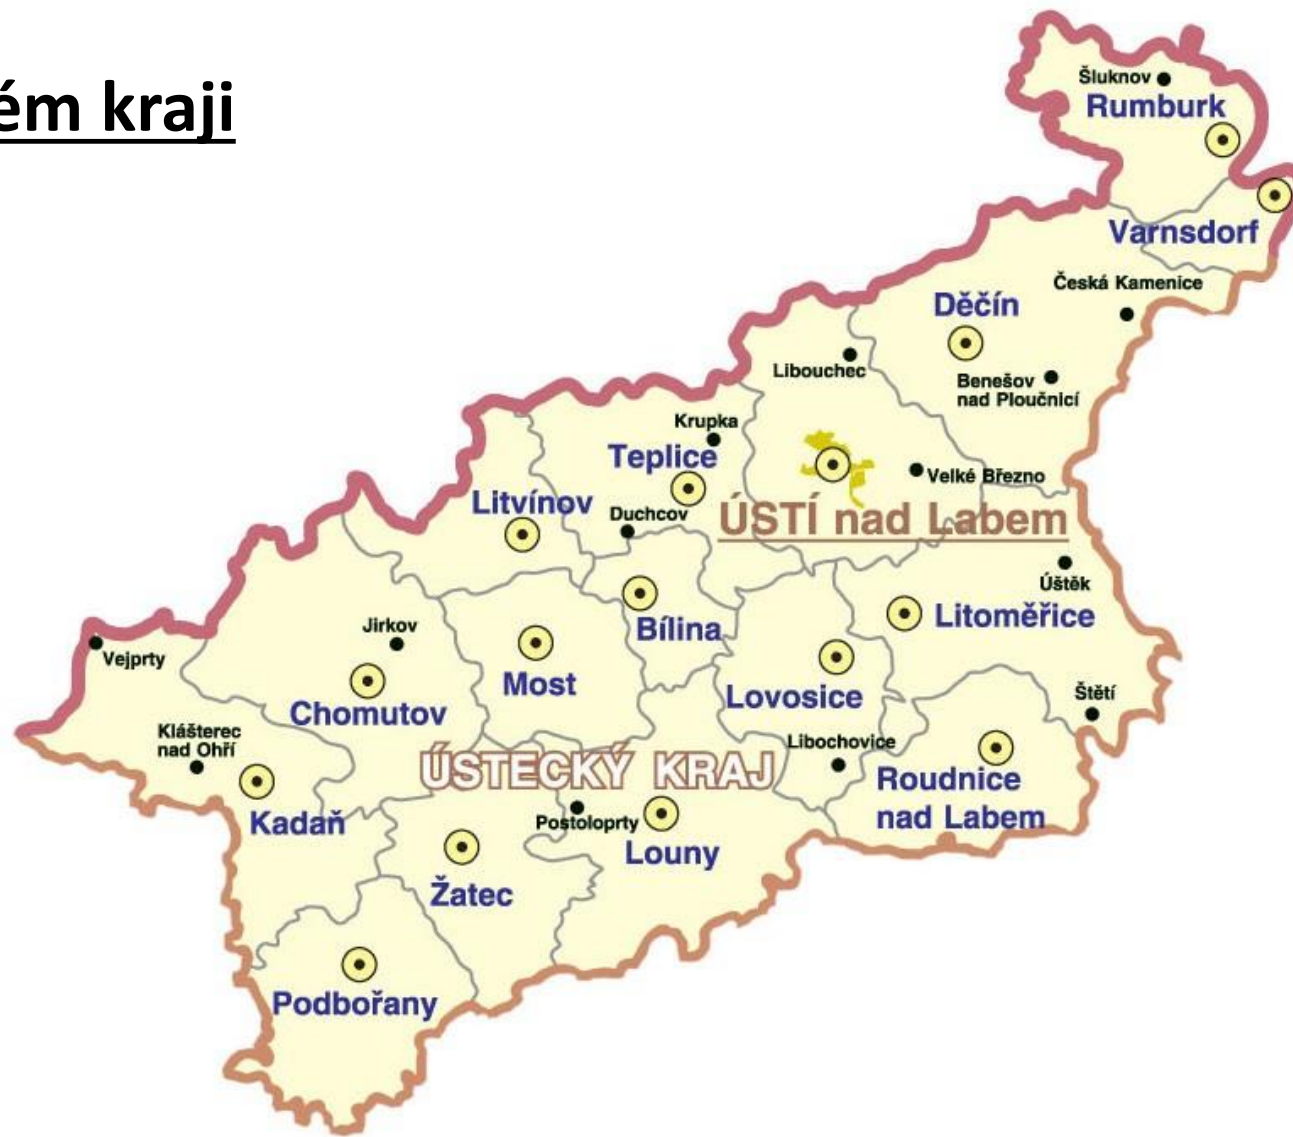 ém kraji
Šluknov
Rumburk
Varnsdorf
Česká Kamenice
Děčín
Libouchec
Benešov
nad Ploučnicí
Krupka
Teplice
Velké Březno
Litvínov
Duchcov
ÚSTÍ nad Labem
Úštěk
Litoměřice
Jirkov
Bílina
Vejprty
Most
Lovosice
Štětí
Chomutov
Klášterec
nad Ohří
Libochovice
ÚSTECKÝ KRAJ
Roudnice
nad Labem
Kadaň
Postoloprty
Louny
Žatec
Podbořany